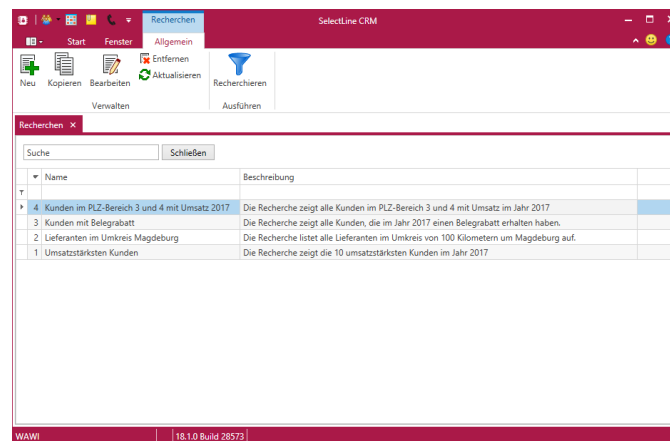 Recherchen SelectLine CRM
Start Fenster Allgemein
Neu Kopieren Bearbeiten Entfernen Aktualisieren Recherchieren
Verwalten Ausführen
Recherchen ×
Suche Schließen
Name Beschreibung
4 Kunden im PLZ-Bereich 3 und 4 mit Umsatz 2017 Die Recherche zeigt alle Kunden im PLZ-Bereich 3 und 4 mit Umsatz im Jahr 2017
3 Kunden mit Belegrabatt Die Recherche zeigt alle Kunden, die im Jahr 2017 einen Belegrabatt erhalten haben.
2 Lieferanten im Umkreis Magdeburg Die Recherche listet alle Lieferanten im Umkreis von 100 Kilometern um Magdeburg auf.
1 Umsatzstärksten Kunden Die Recherche zeigt die 10 umsatzstärksten Kunden im Jahr 2017
WAWI 18.1.0 Build 28573